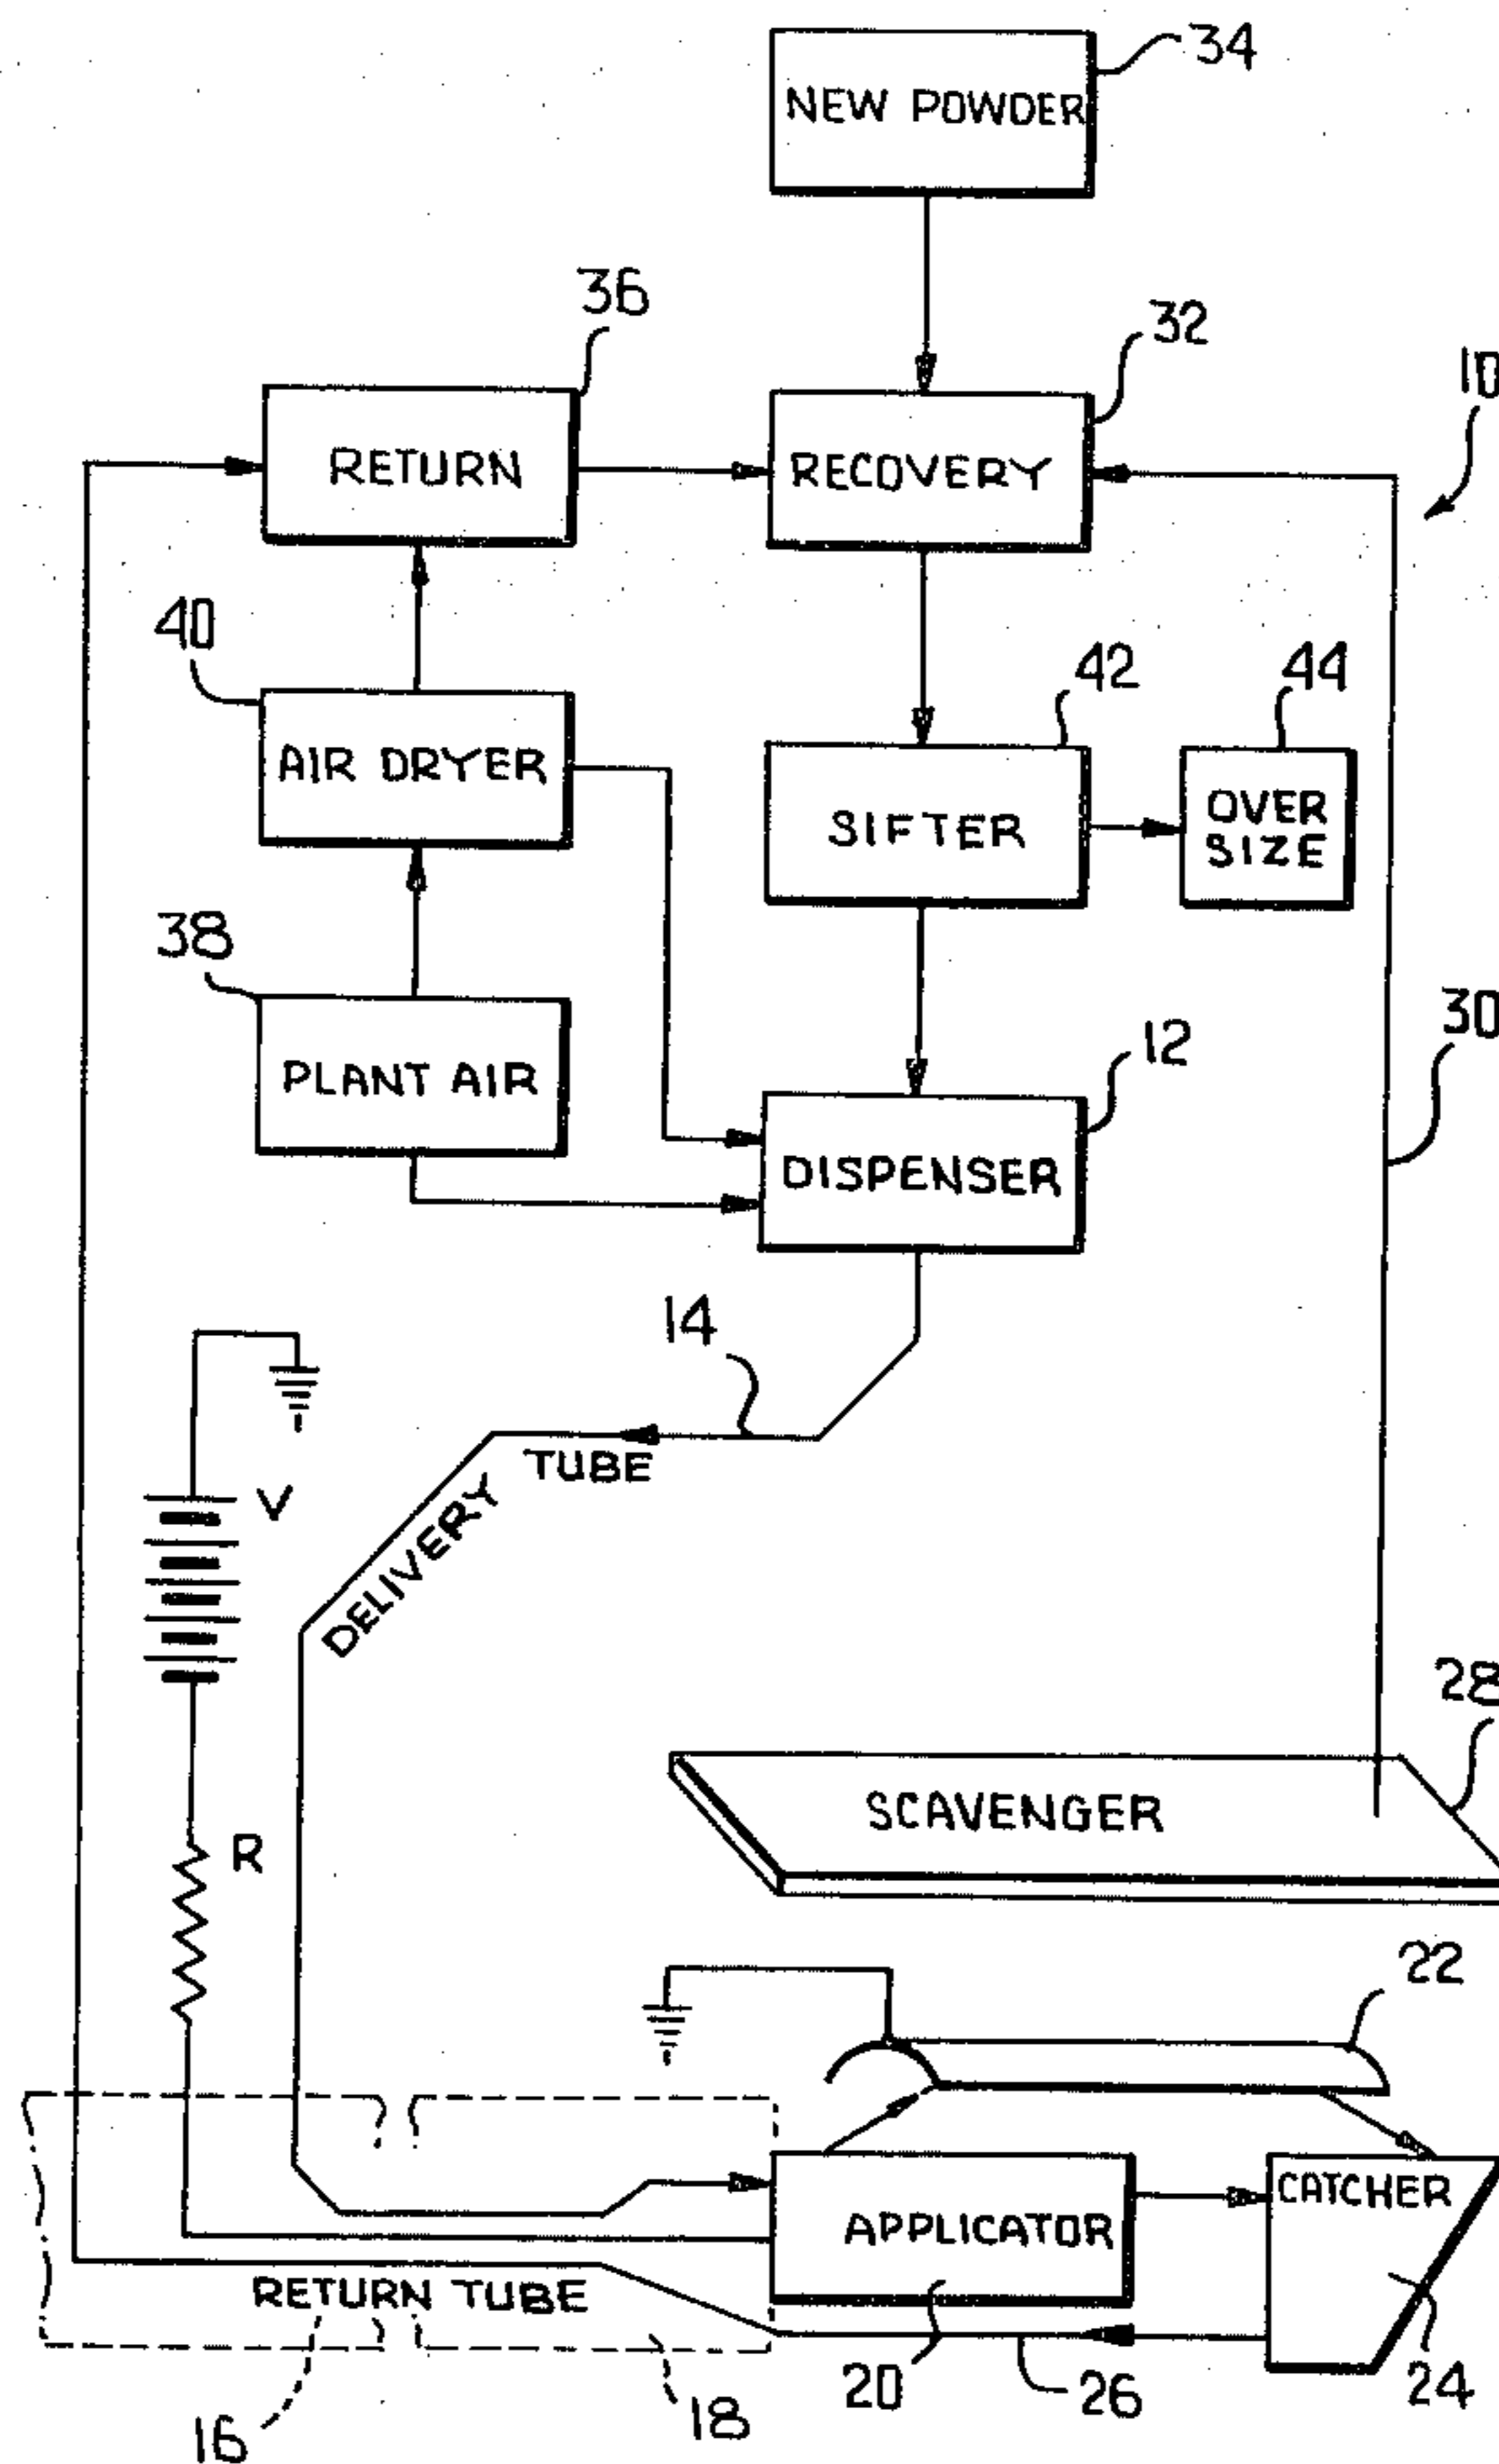 34
NEW POWDER
36
32
10
RETURN
RECOVERY
40
42
44
AIR DRYER
SIFTER
OVER
SIZE
38
30
12
PLANT AIR
DISPENSER
14
TUBE
V
DELIVERY
28
SCAVENGER
R
22
CATCHER
APPLICATOR
RETURN TUBE
20
26
24
18
16